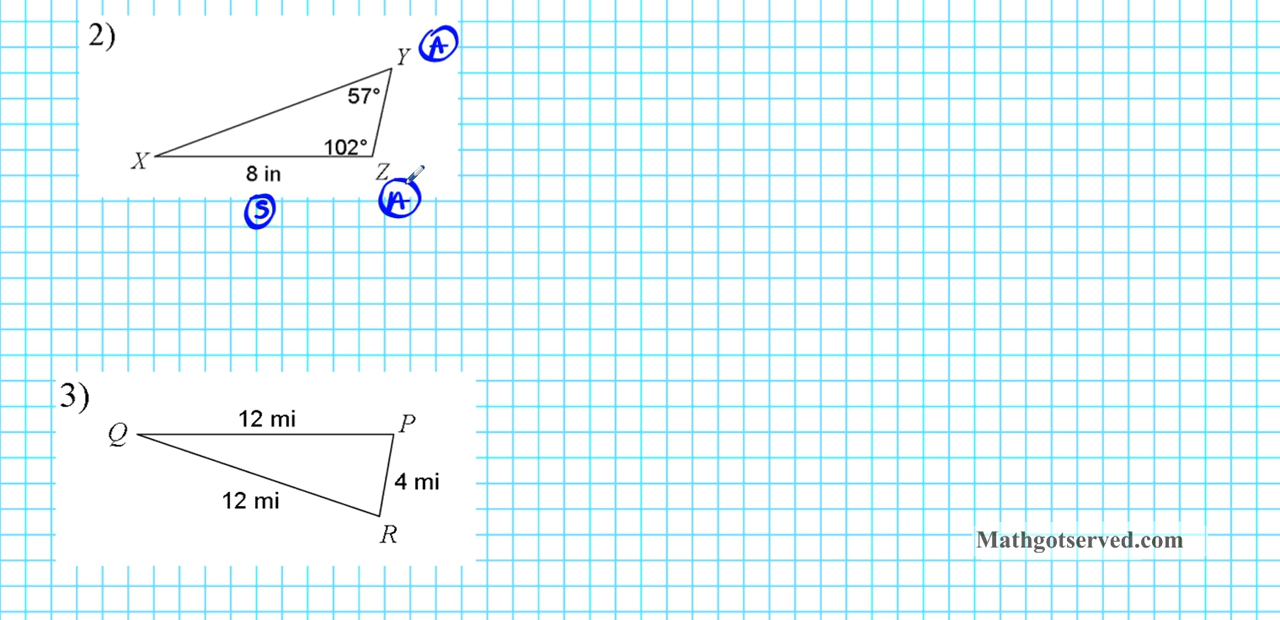 2)
Y
A
57°
X
102°
Z
8 in
A
S
3)
Q
12 mi
P
4 mi
12 mi
R
Mathgotserved.com